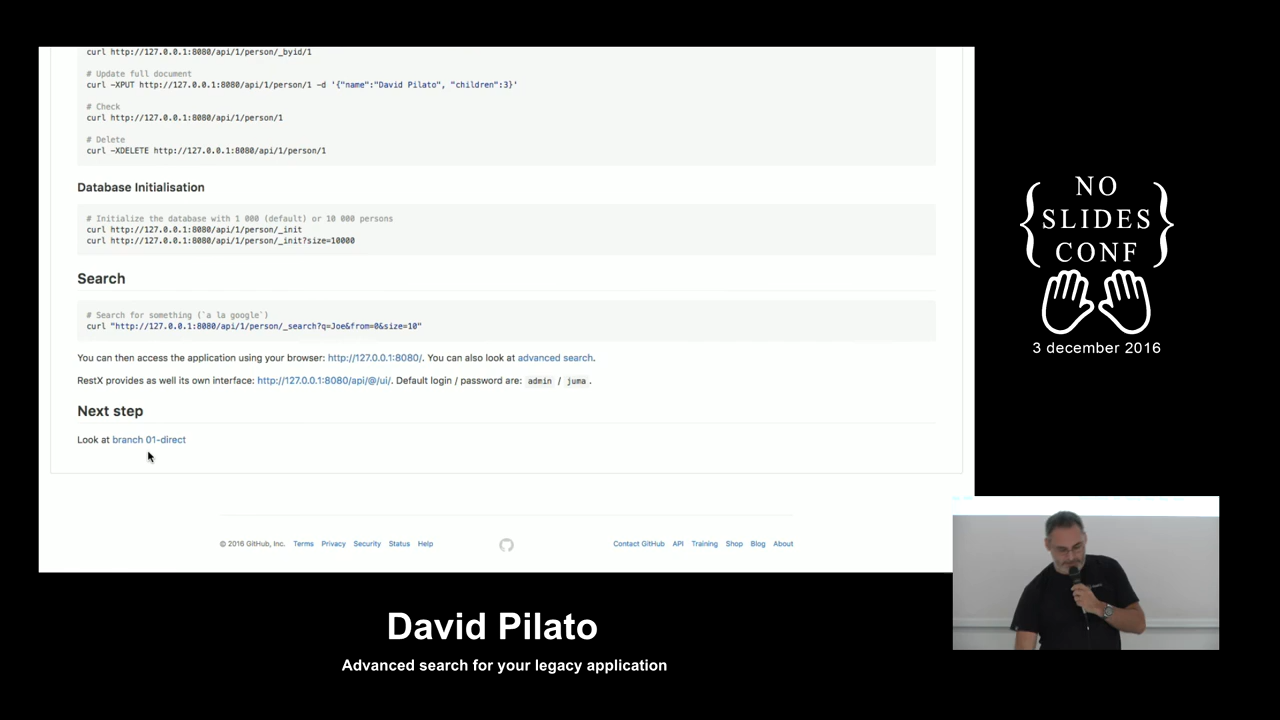 curl http://127.0.0.1:8080/api/1/person/_byid/1
# Update full document
curl -XPUT http://127.0.0.1:8080/api/1/person/1 -d '{"name":"David Pilato", "children":3}'
# Check
curl http://127.0.0.1:8080/api/1/person/1
# Delete
curl -XDELETE http://127.0.0.1:8080/api/1/person/1
Database Initialisation
# Initialize the database with 1 000 (default) or 10 000 persons
curl http://127.0.0.1:8080/api/1/person/_init
curl http://127.0.0.1:8080/api/1/person/_init?size=10000
Search
# Search for something (`a la google`)
curl "http://127.0.0.1:8080/api/1/person/_search?q=Joe&from=0&size=10"
You can then access the application using your browser: http://127.0.0.1:8080/. You can also look at advanced search.
RestX provides as well its own interface: http://127.0.0.1:8080/api/@/ui/. Default login / password are: admin / juma .
Next step
Look at branch 01-direct
© 2016 GitHub, Inc. Terms Privacy Security Status Help
Contact GitHub API Training Shop Blog About
{ NO
SLIDES
CONF }
3 december 2016
David Pilato
Advanced search for your legacy application